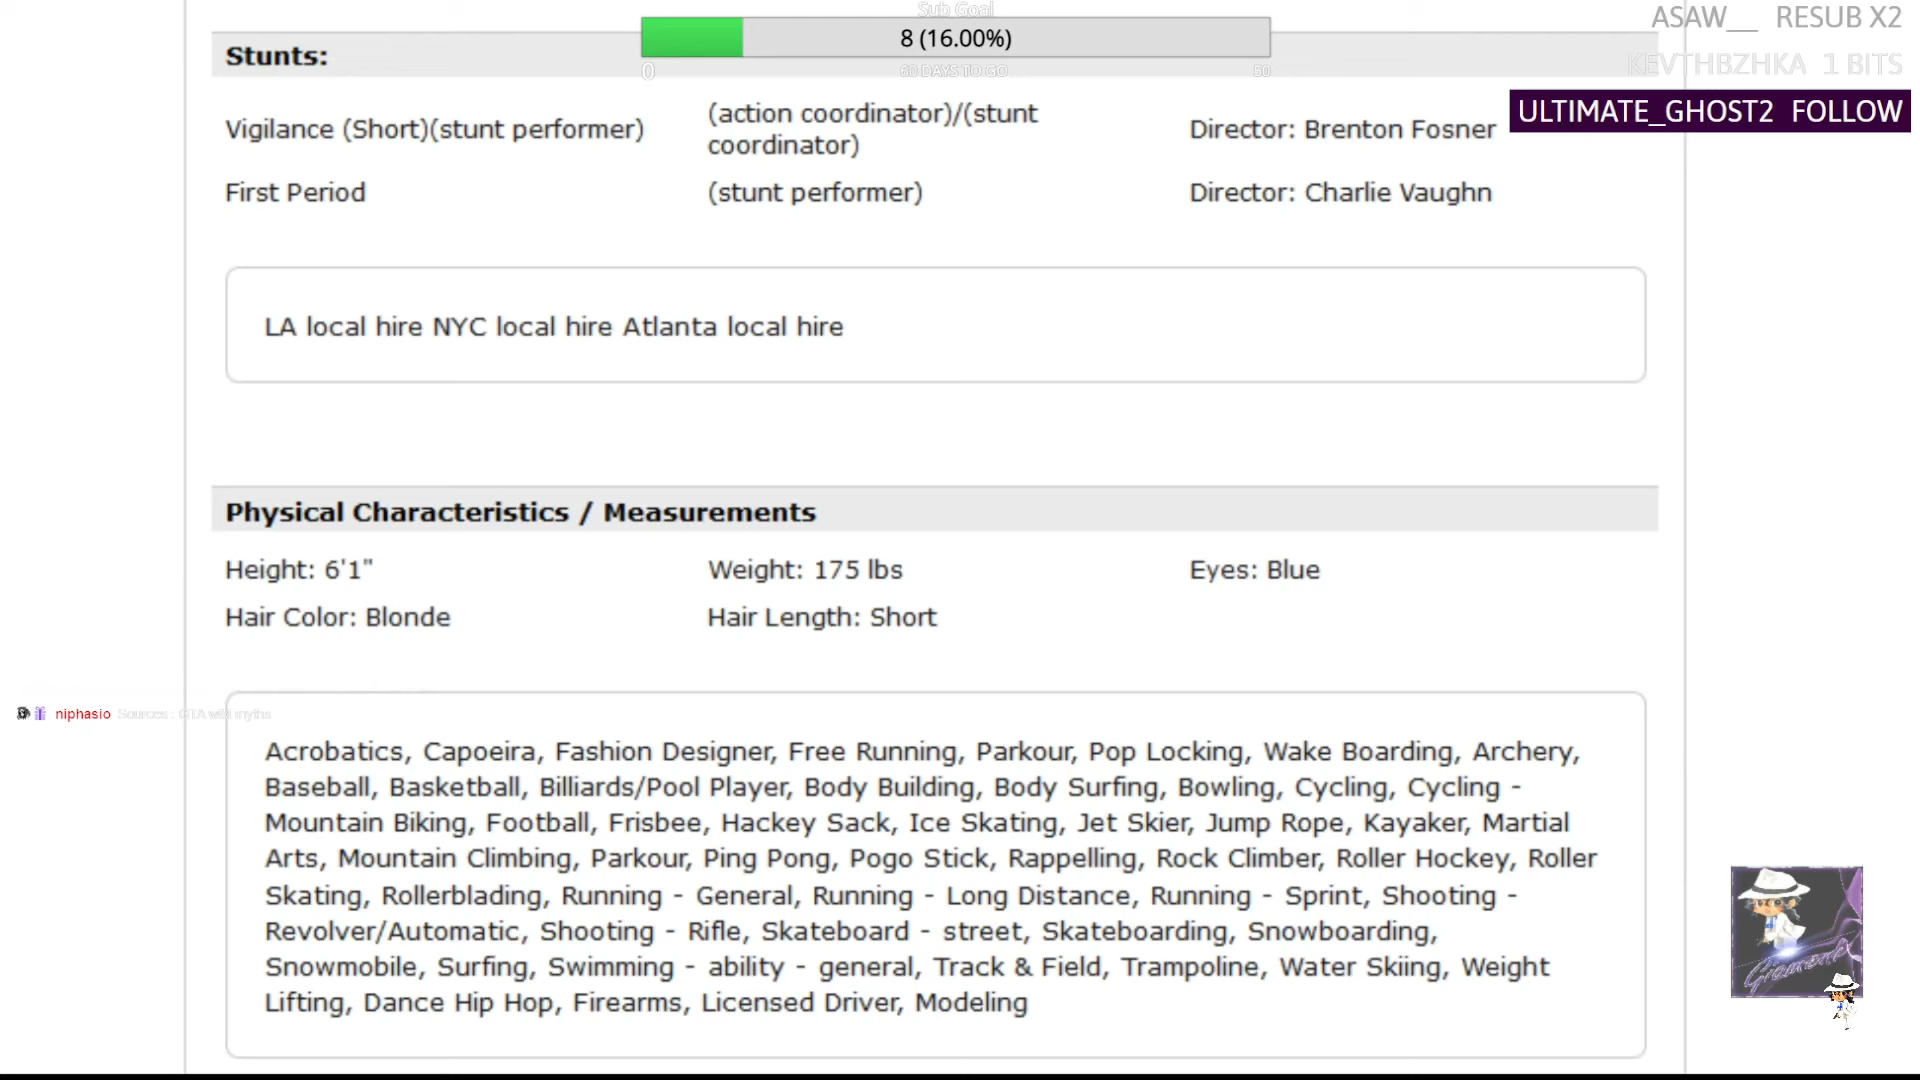 Sub Goal
8 (16.00%)
0 60 DAYS TO GO 50
ASAW__ RESUB X2
KEVTHBZHKA 1 BITS
ULTIMATE_GHOST2 FOLLOW
Stunts:
Vigilance (Short)(stunt performer) (action coordinator)/(stunt coordinator) Director: Brenton Fosner
First Period (stunt performer) Director: Charlie Vaughn
LA local hire NYC local hire Atlanta local hire
Physical Characteristics / Measurements
Height: 6'1" Weight: 175 lbs Eyes: Blue
Hair Color: Blonde Hair Length: Short
niphasio Sources : GTA wiki myths
Acrobatics, Capoeira, Fashion Designer, Free Running, Parkour, Pop Locking, Wake Boarding, Archery,
Baseball, Basketball, Billiards/Pool Player, Body Building, Body Surfing, Bowling, Cycling, Cycling -
Mountain Biking, Football, Frisbee, Hackey Sack, Ice Skating, Jet Skier, Jump Rope, Kayaker, Martial
Arts, Mountain Climbing, Parkour, Ping Pong, Pogo Stick, Rappelling, Rock Climber, Roller Hockey, Roller
Skating, Rollerblading, Running - General, Running - Long Distance, Running - Sprint, Shooting -
Revolver/Automatic, Shooting - Rifle, Skateboard - street, Skateboarding, Snowboarding,
Snowmobile, Surfing, Swimming - ability - general, Track & Field, Trampoline, Water Skiing, Weight
Lifting, Dance Hip Hop, Firearms, Licensed Driver, Modeling